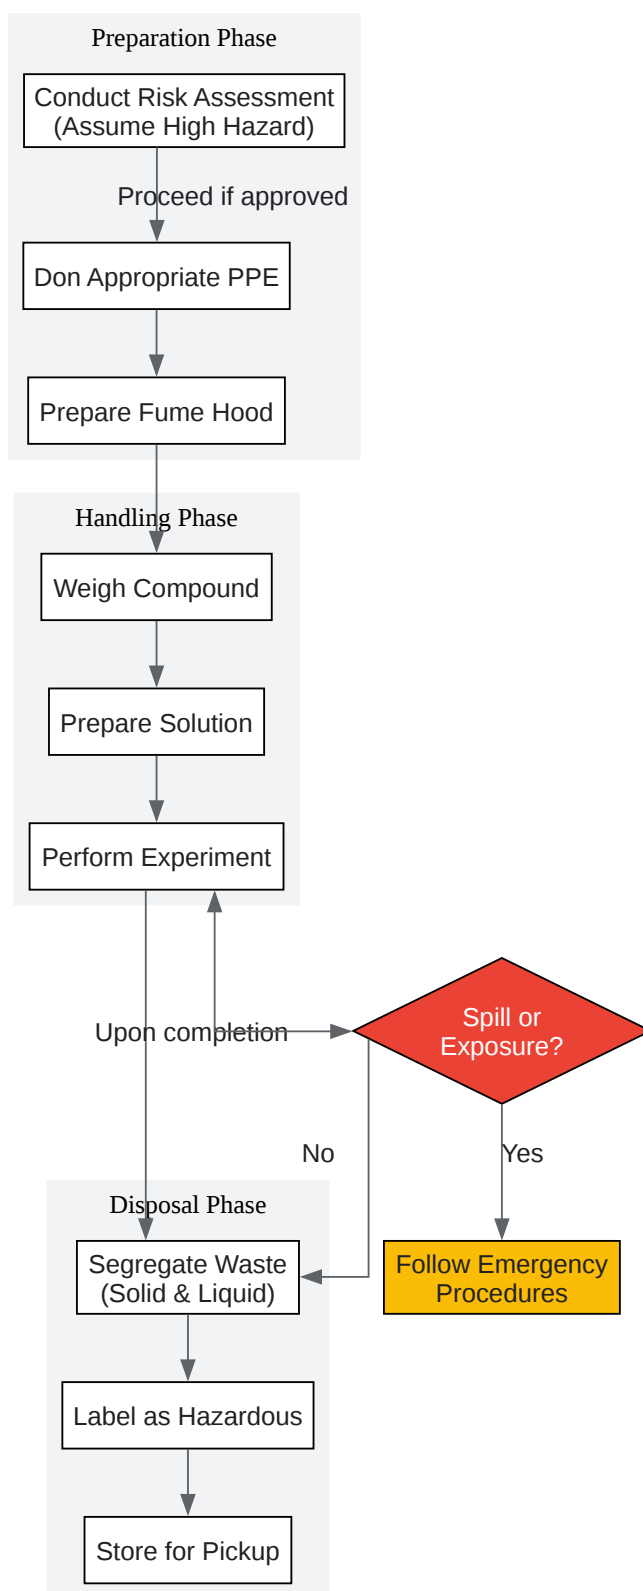 Preparation Phase
Conduct Risk Assessment
(Assume High Hazard)
Proceed if approved
Don Appropriate PPE
Prepare Fume Hood
Handling Phase
Weigh Compound
Prepare Solution
Perform Experiment
Upon completion
Spill or
Exposure?
No
Yes
Disposal Phase
Segregate Waste
(Solid & Liquid)
Follow Emergency
Procedures
Label as Hazardous
Store for Pickup